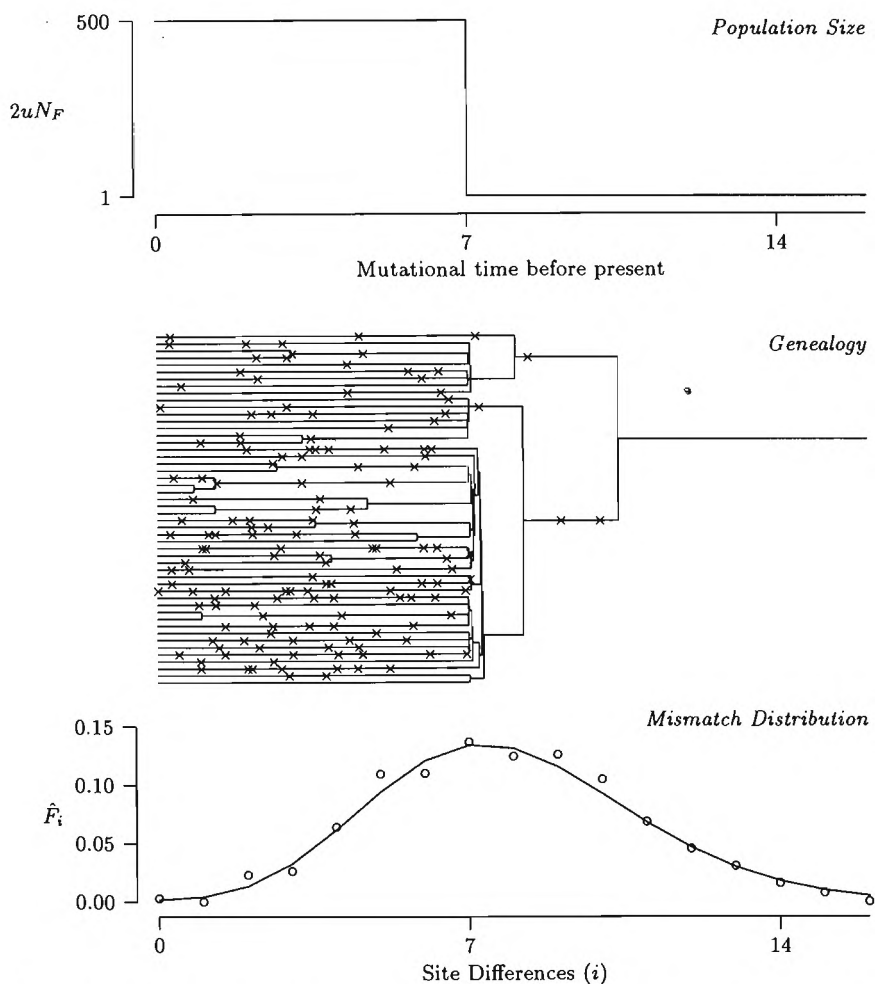 Population Size
500
2uN_F
1
0 7 14
Mutational time before present
Genealogy
Mismatch Distribution
0.15
0.10
F̂_i
0.05
0.00
0 7 14
Site Differences (i)